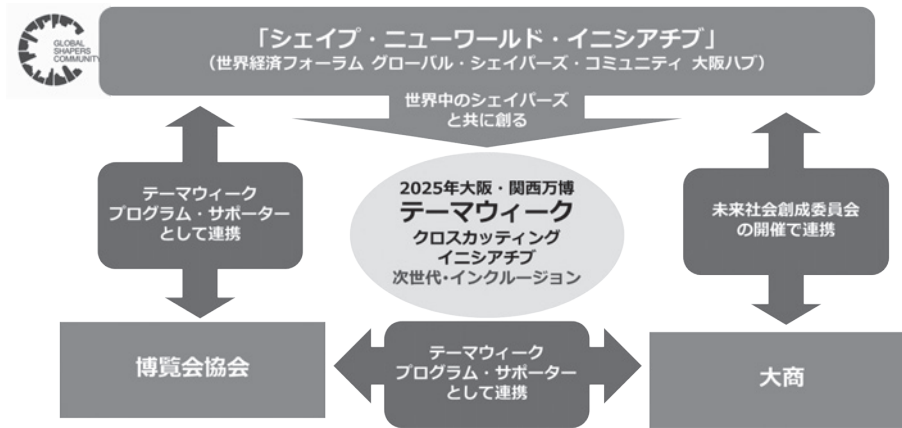 GLOBAL
SHAPERS
COMMUNITY
「シェイプ・ニューワールド・イニシアチブ」
（世界経済フォーラム グローバル・シェイパーズ・コミュニティ 大阪ハブ）
世界中のシェイパーズ
と共に創る
テーマウィーク
プログラム・サポーター
として連携
2025年大阪・関西万博
テーマウィーク
クロスカッティング
イニシアチブ
次世代・インクルージョン
未来社会創成委員会
の開催で連携
博覧会協会
テーマウィーク
プログラム・サポーター
として連携
大商